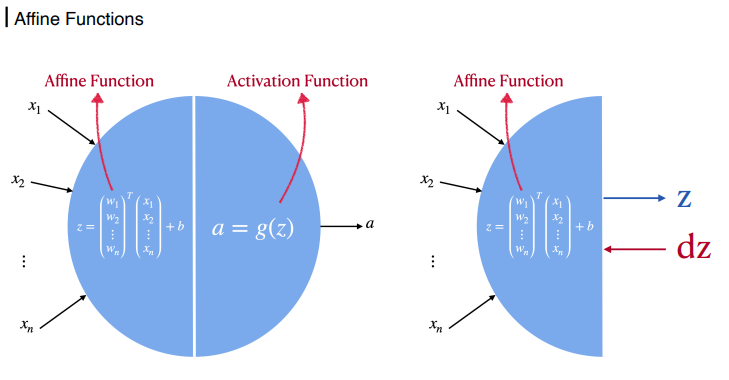 Affine Functions
Affine Function
Activation Function
x₁
x₂
⋮
xₙ
z = (w₁ w₂ ⋮ wₙ)ᵀ (x₁ x₂ ⋮ xₙ) + b
a = g(z)
a
Affine Function
x₁
x₂
⋮
xₙ
z = (w₁ w₂ ⋮ wₙ)ᵀ (x₁ x₂ ⋮ xₙ) + b
z
dz